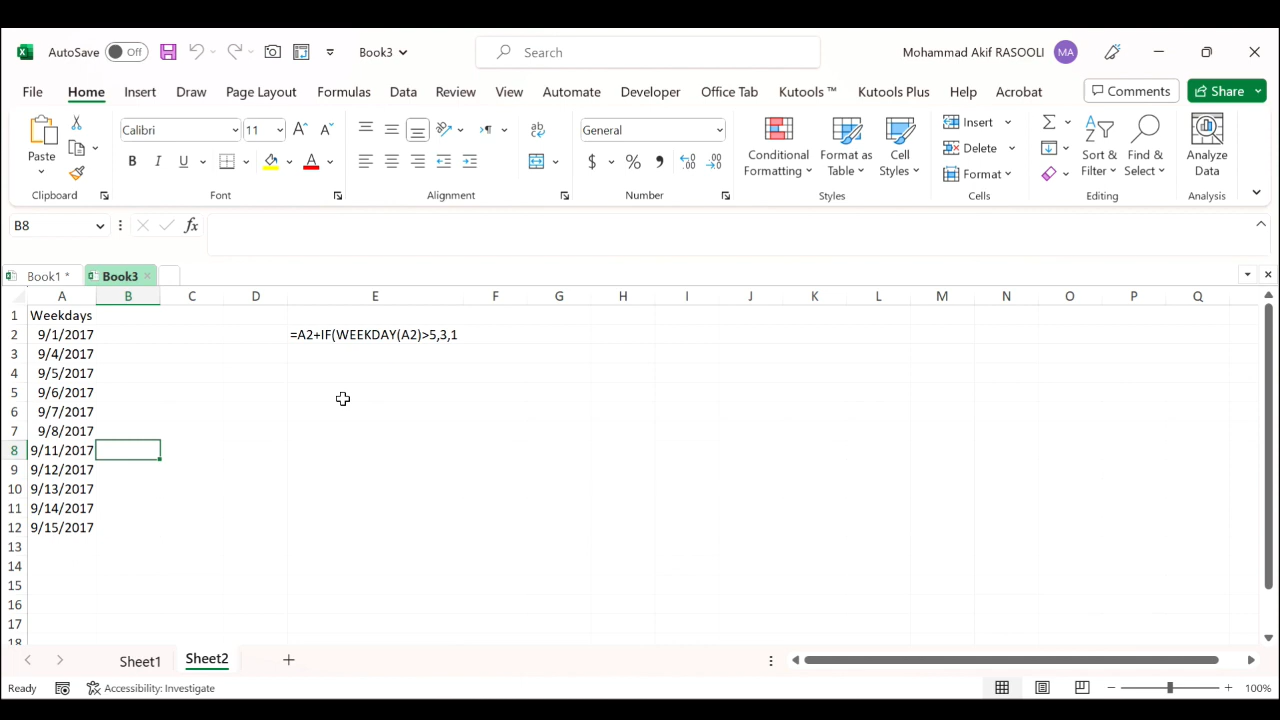 AutoSave Off Book3 Search Mohammad Akif RASOOLI MA
File Home Insert Draw Page Layout Formulas Data Review View Automate Developer Office Tab Kutools ™ Kutools Plus Help Acrobat Comments Share
Calibri 11 General Insert
Paste B I U A $ % Conditional Formatting Format as Table Cell Styles Delete Format Sort & Filter Find & Select Analyze Data
Clipboard Font Alignment Number Styles Cells Editing Analysis
B8 fx
Book1 * Book3
A B C D E F G H I J K L M N O P Q
1 Weekdays
2 9/1/2017 =A2+IF(WEEKDAY(A2)>5,3,1
3 9/4/2017
4 9/5/2017
5 9/6/2017
6 9/7/2017
7 9/8/2017
8 9/11/2017
9 9/12/2017
10 9/13/2017
11 9/14/2017
12 9/15/2017
13
14
15
16
17
18
Sheet1 Sheet2
Ready Accessibility: Investigate 100%